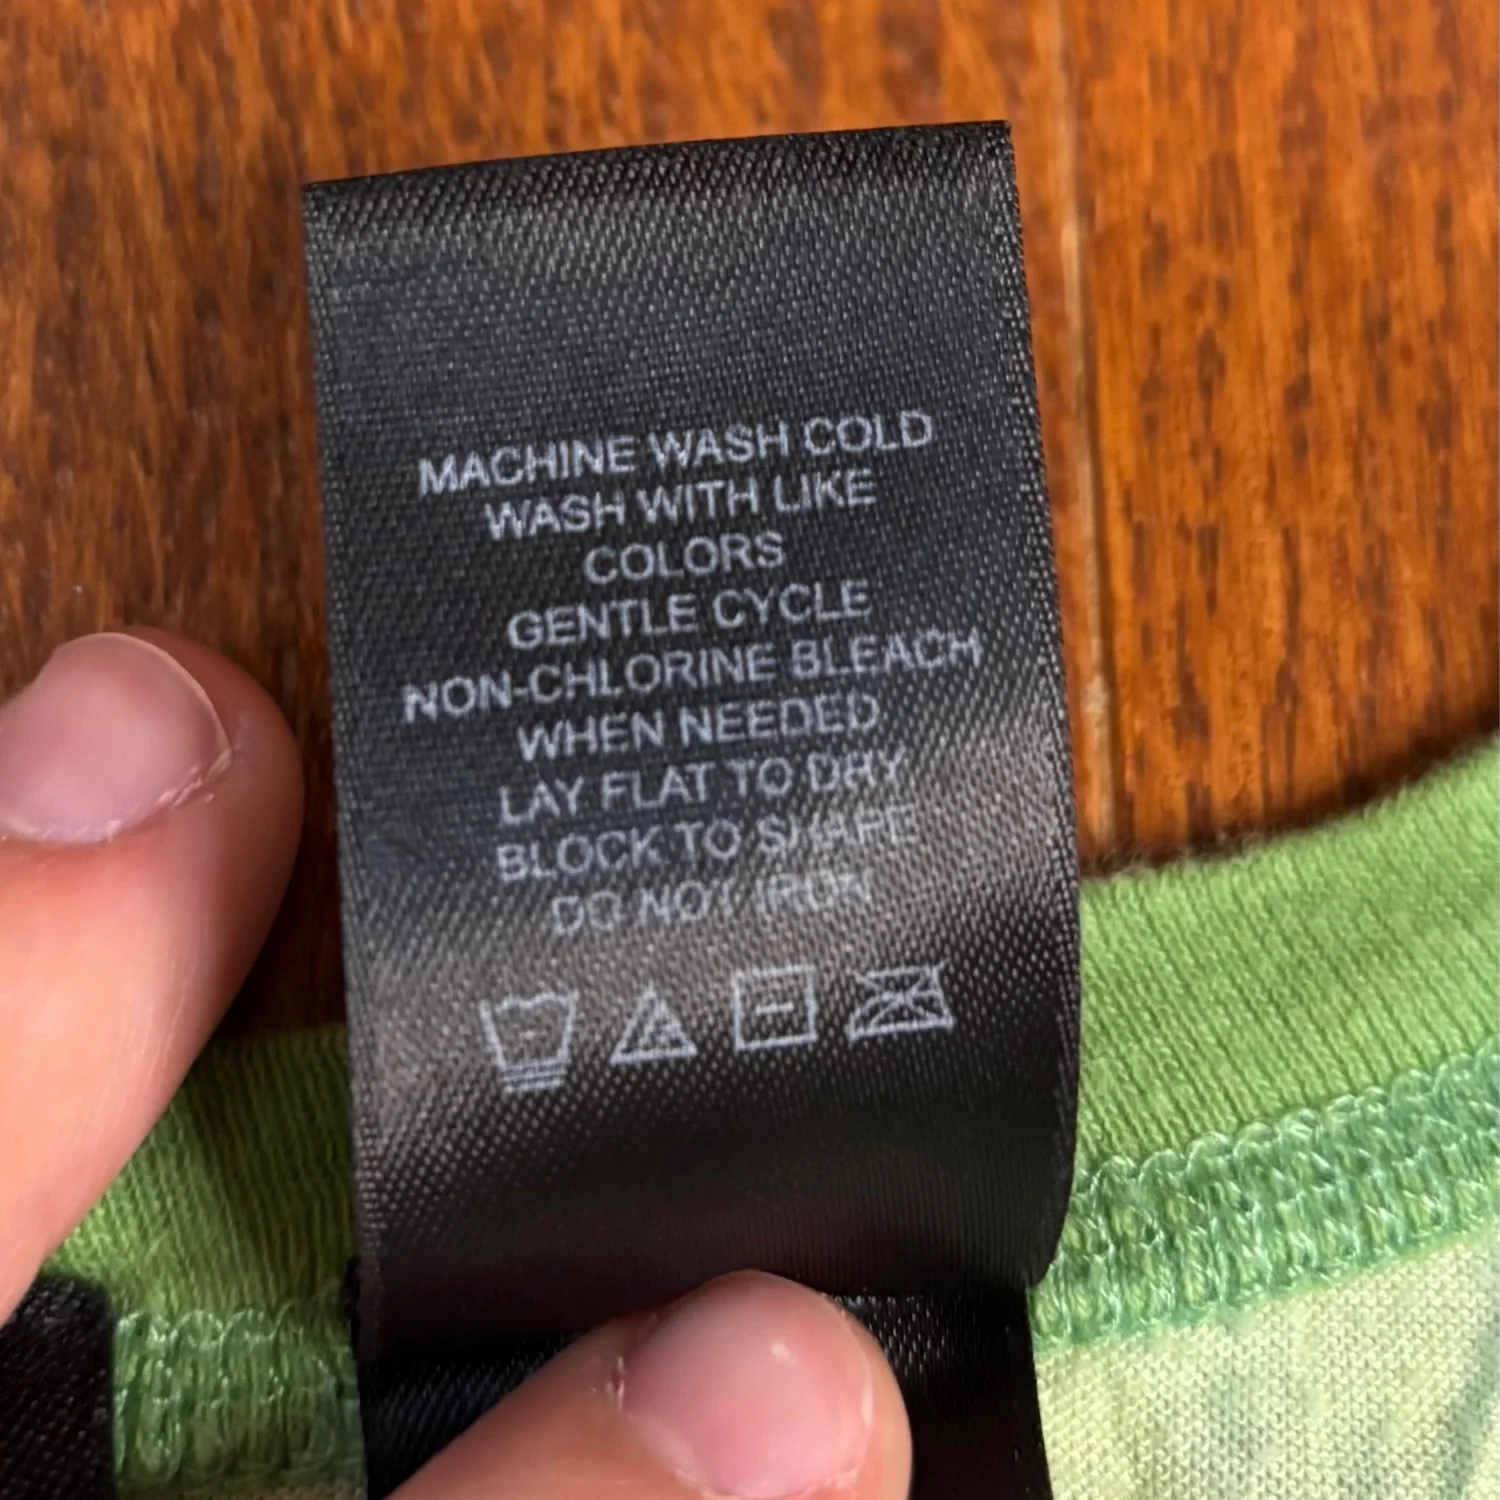 MACHINE WASH COLD
WASH WITH LIKE
COLORS
GENTLE CYCLE
NON-CHLORINE BLEACH
WHEN NEEDED
LAY FLAT TO DRY
BLOCK TO SHAPE
DO NOT IRON